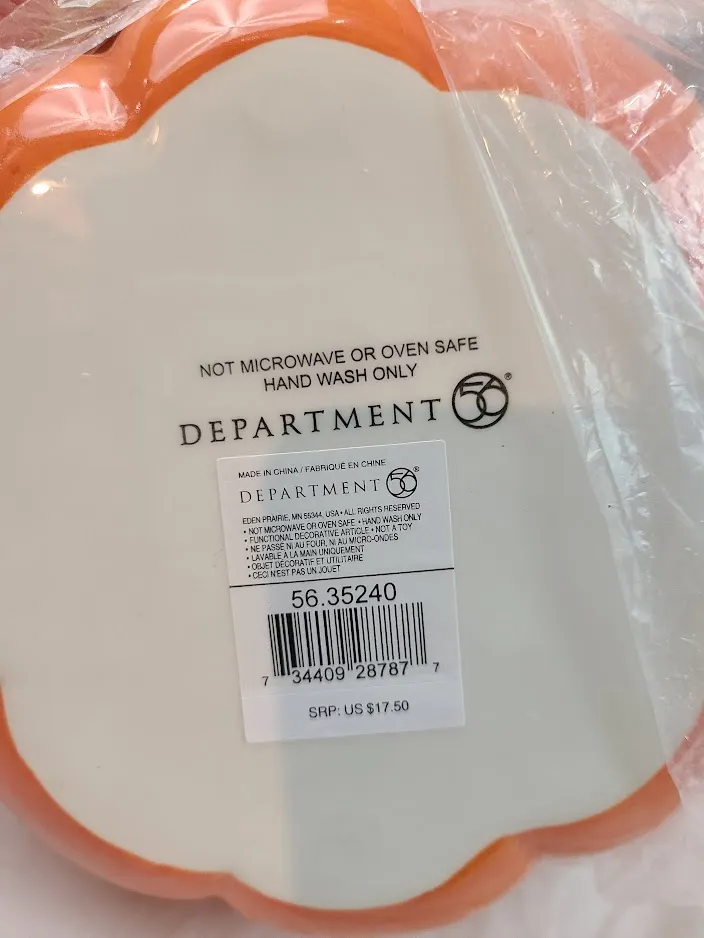 NOT MICROWAVE OR OVEN SAFE
HAND WASH ONLY
DEPARTMENT 56®
MADE IN CHINA / FABRIQUÉ EN CHINE
DEPARTMENT 56®
EDEN PRAIRIE, MN 55344, USA • ALL RIGHTS RESERVED
• NOT MICROWAVE OR OVEN SAFE • HAND WASH ONLY
• FUNCTIONAL DECORATIVE ARTICLE • NOT A TOY
• NE PASSE NI AU FOUR, NI AU MICRO-ONDES
• LAVABLE À LA MAIN UNIQUEMENT
• OBJET DÉCORATIF ET UTILITAIRE
• CECI N'EST PAS UN JOUET
56.35240
7 34409 28787 7
SRP: US $17.50